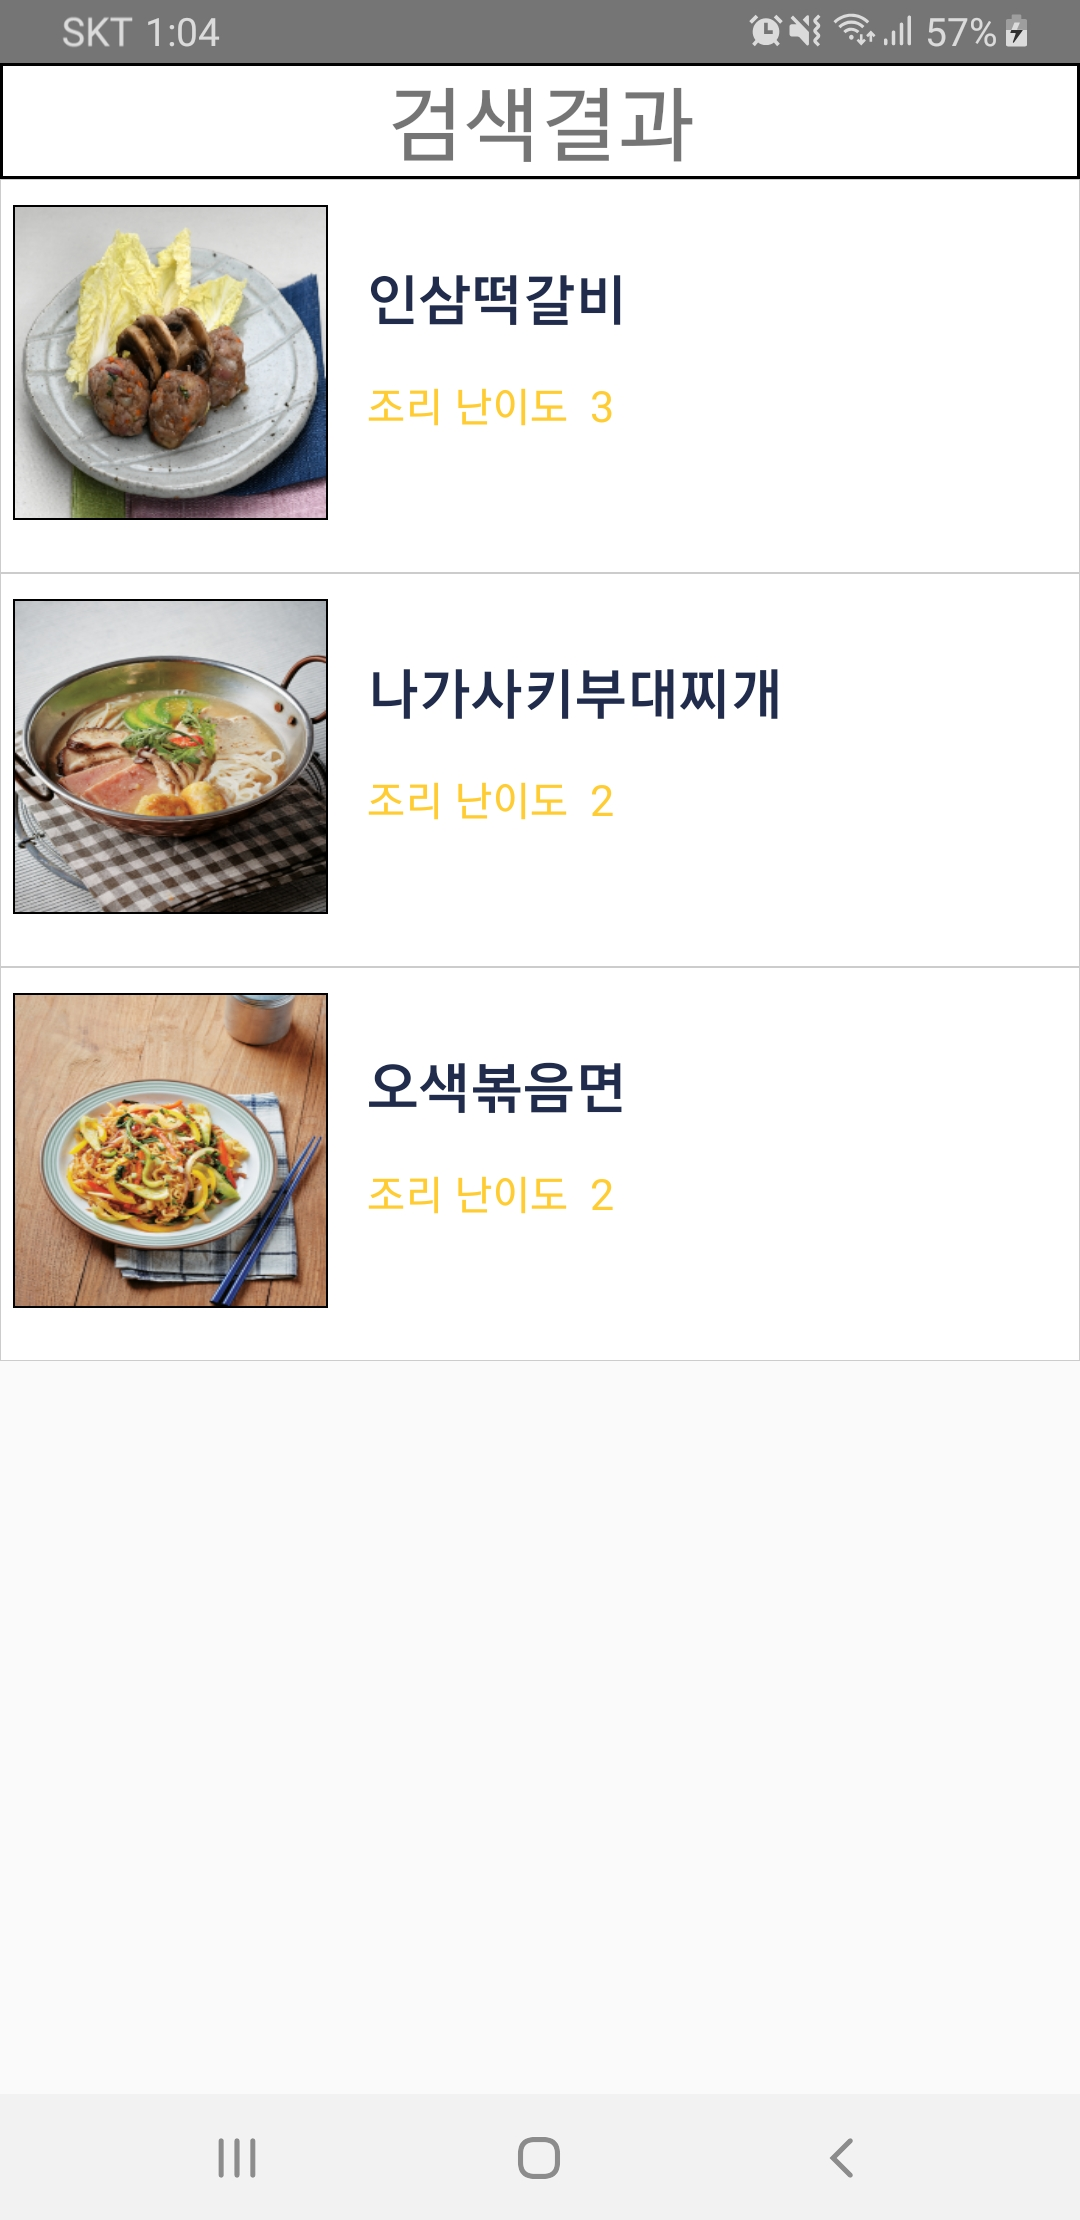 SKT 1:04 57%
검색결과
인삼떡갈비
조리 난이도 3
나가사키부대찌개
조리 난이도 2
오색볶음면
조리 난이도 2